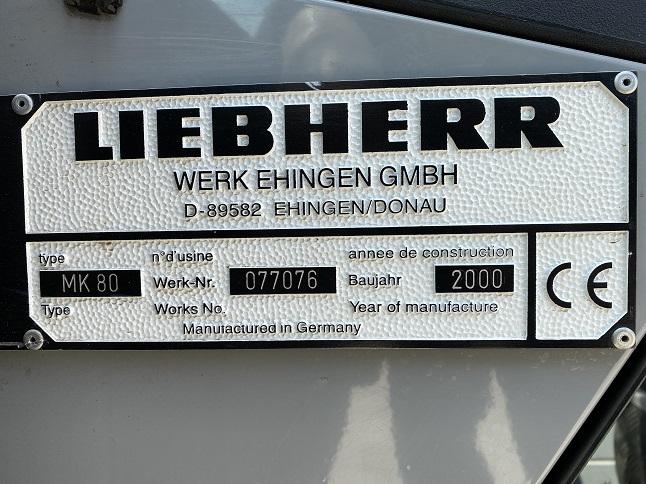 LIEBHERR
WERK EHINGEN GMBH
D-89582 EHINGEN/DONAU
type n°d'usine annee de construction
MK 80 Werk-Nr. 077076 Baujahr 2000
Type Works No. Year of manufacture
Manufactured in Germany
CE